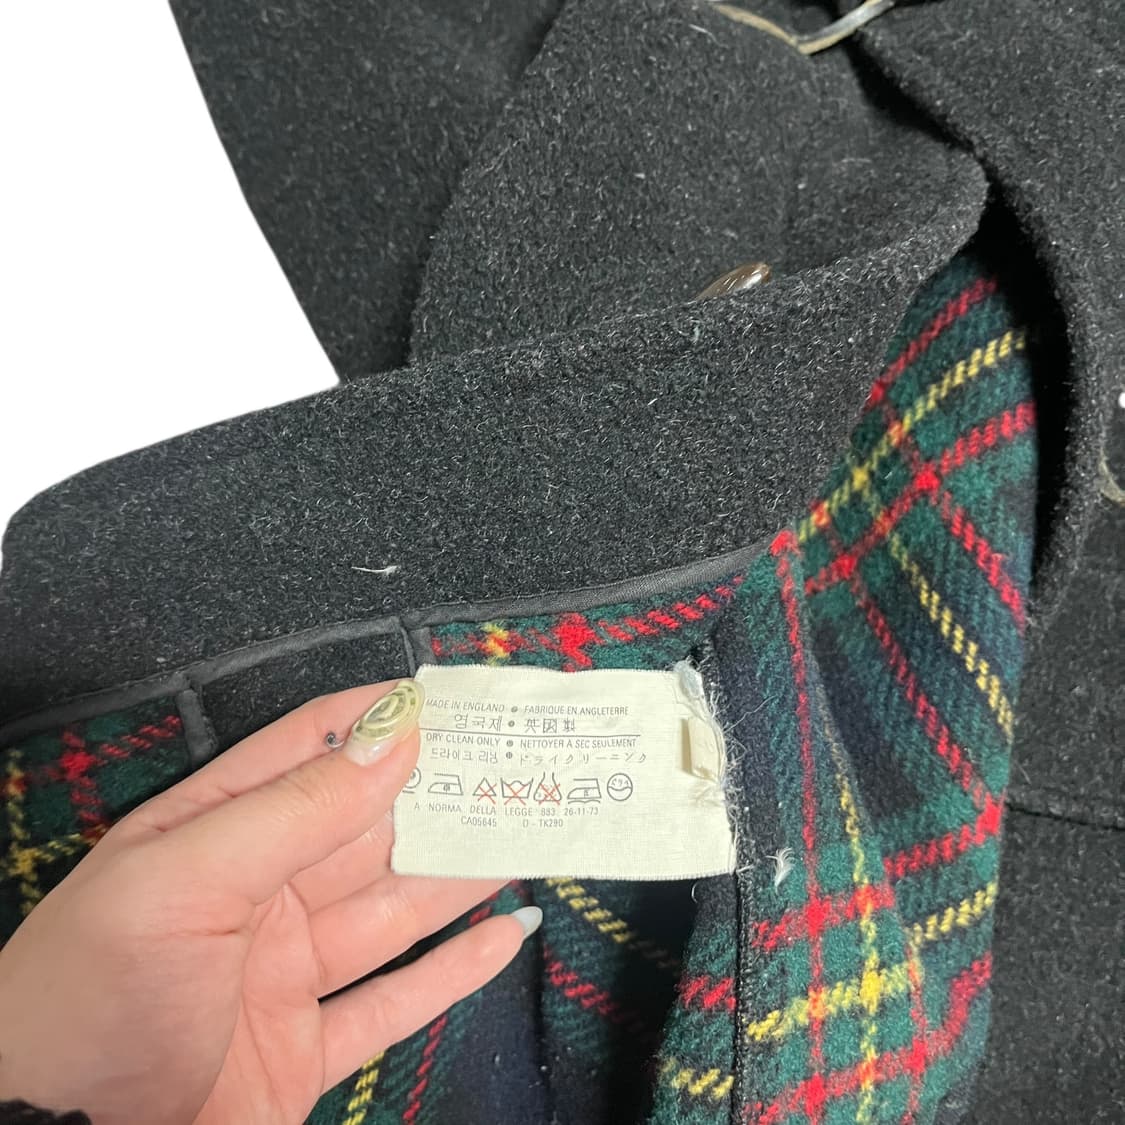 MADE IN ENGLAND ● FABRIQUE EN ANGLETERRE
영국제 ● 英国製
DRY CLEAN ONLY ● NETTOYER À SEC SEULEMENT
드라이크리닝 ● ドライクリーニング
A NORMA DELLA LEGGE 883 26-11-73
CA05645 D - TK290